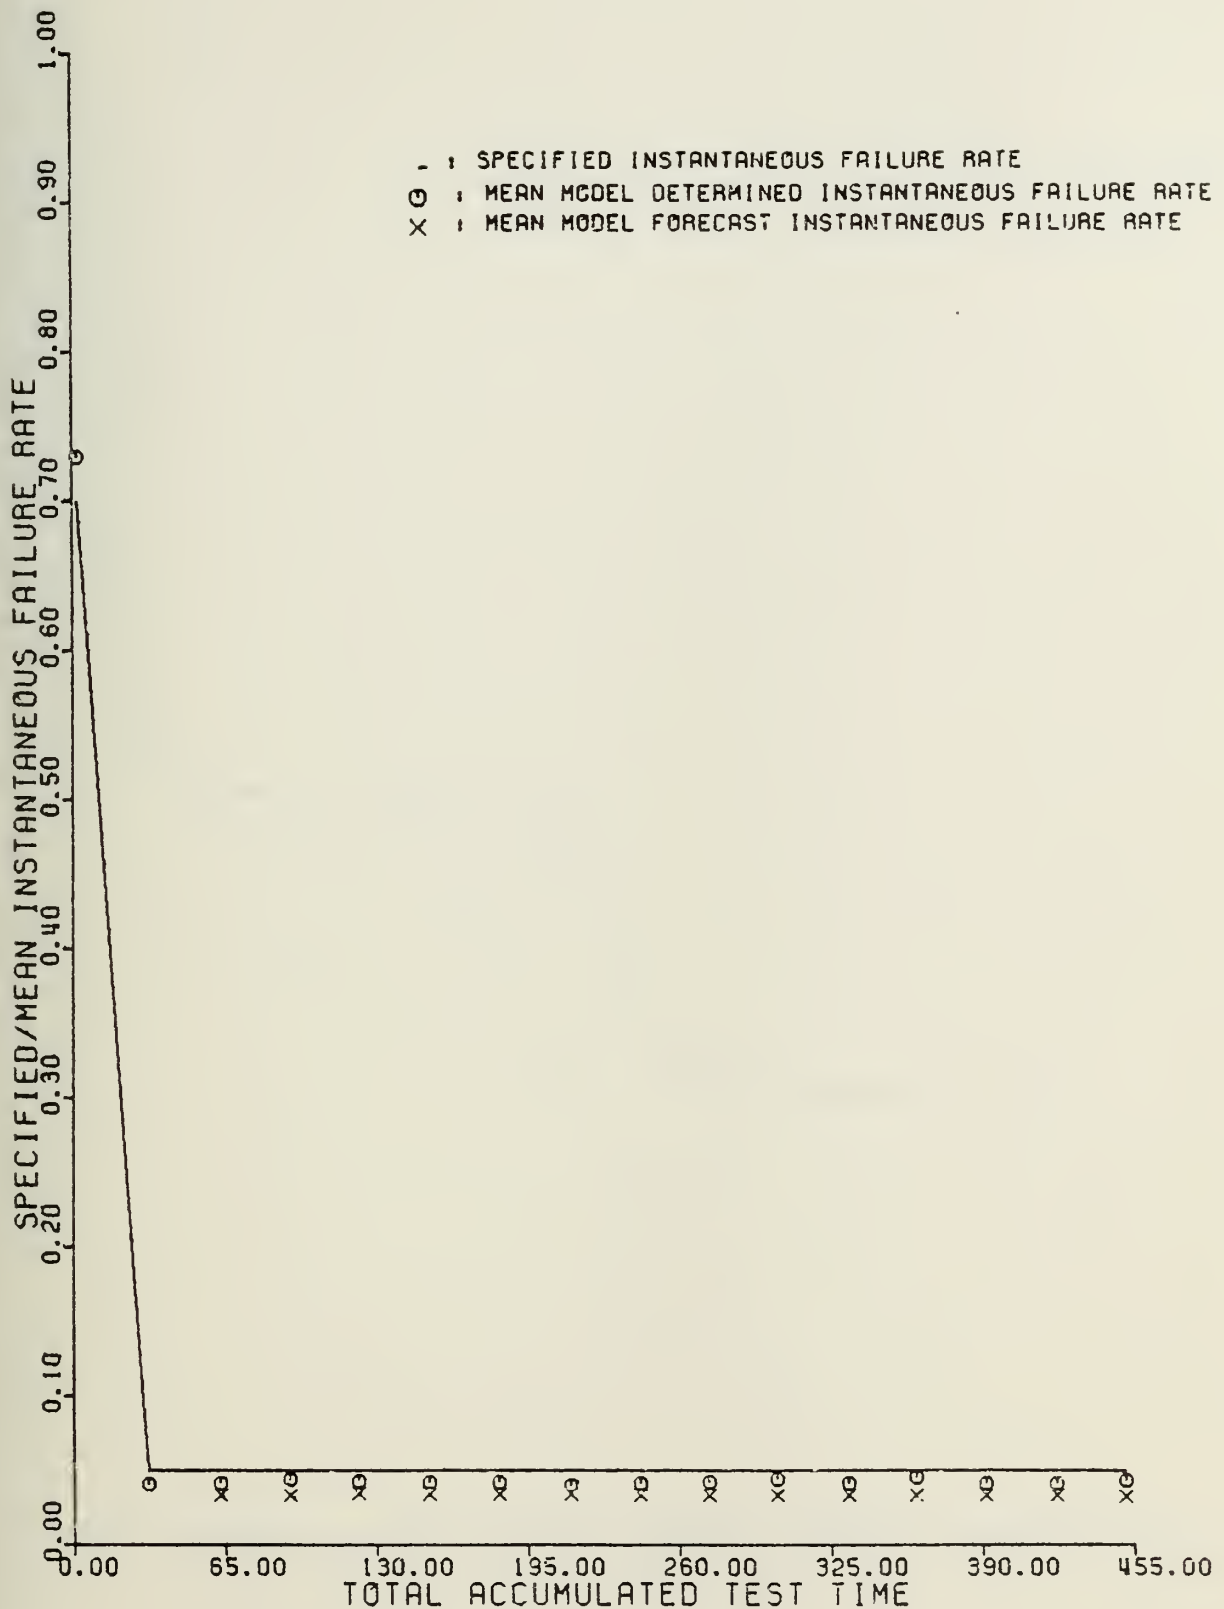 - : SPECIFIED INSTANTANEOUS FAILURE RATE
⊙ : MEAN MODEL DETERMINED INSTANTANEOUS FAILURE RATE
X : MEAN MODEL FORECAST INSTANTANEOUS FAILURE RATE
SPECIFIED/MEAN INSTANTANEOUS FAILURE RATE
1.00
0.90
0.80
0.70
0.60
0.50
0.40
0.30
0.20
0.10
0.00
0.00 65.00 130.00 195.00 260.00 325.00 390.00 455.00
TOTAL ACCUMULATED TEST TIME